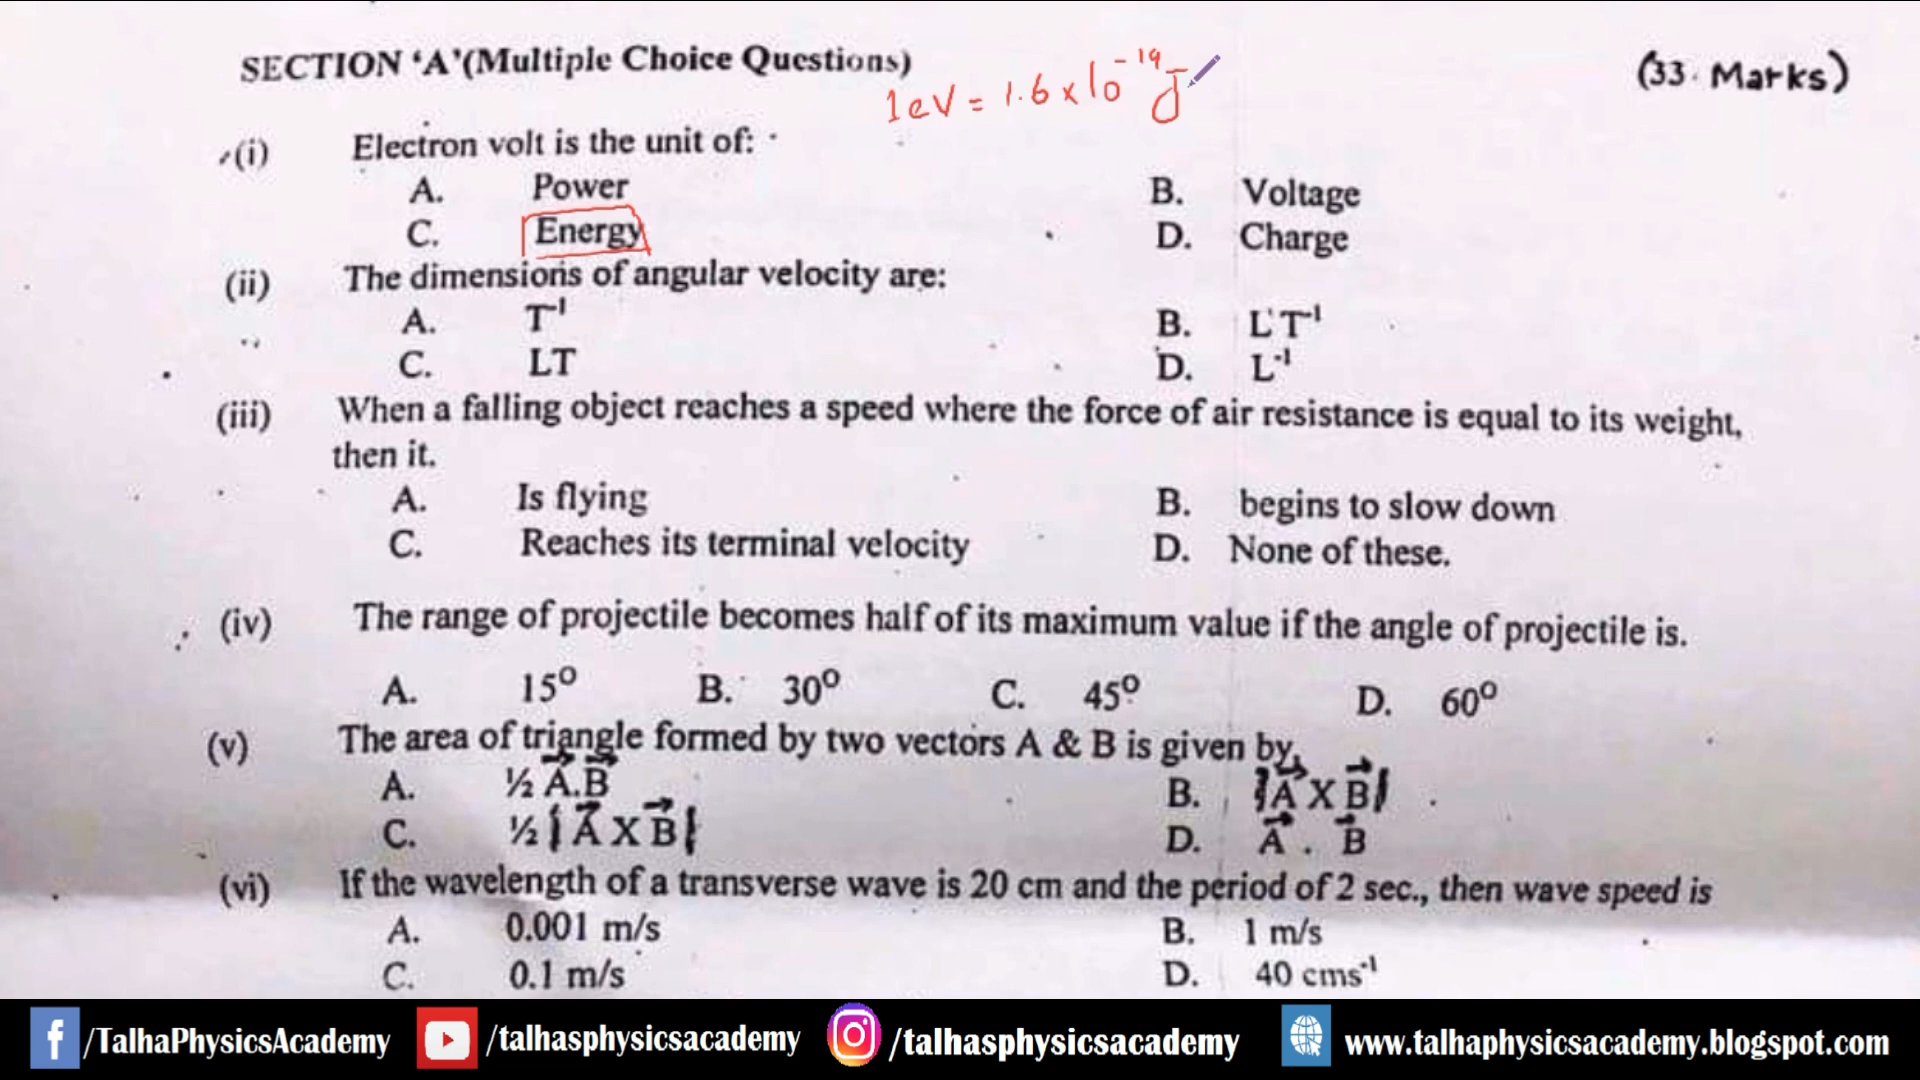 SECTION ‘A’(Multiple Choice Questions)
(33. Marks)
1eV = 1.6 x 10⁻¹⁹J
(i) Electron volt is the unit of:
A. Power B. Voltage
C. Energy D. Charge
(ii) The dimensions of angular velocity are:
A. T⁻¹ B. LT⁻¹
C. LT D. L⁻¹
(iii) When a falling object reaches a speed where the force of air resistance is equal to its weight,
then it.
A. Is flying B. begins to slow down
C. Reaches its terminal velocity D. None of these.
(iv) The range of projectile becomes half of its maximum value if the angle of projectile is.
A. 15⁰ B. 30⁰ C. 45⁰ D. 60⁰
(v) The area of triangle formed by two vectors A & B is given by,
A. ½ A⃗.B⃗ B. |A⃗ X B⃗|
C. ½ |A⃗ X B⃗| D. A⃗ . B⃗
(vi) If the wavelength of a transverse wave is 20 cm and the period of 2 sec., then wave speed is
A. 0.001 m/s B. 1 m/s
C. 0.1 m/s D. 40 cms⁻¹
/TalhaPhysicsAcademy /talhasphysicsacademy /talhasphysicsacademy www.talhaphysicsacademy.blogspot.com